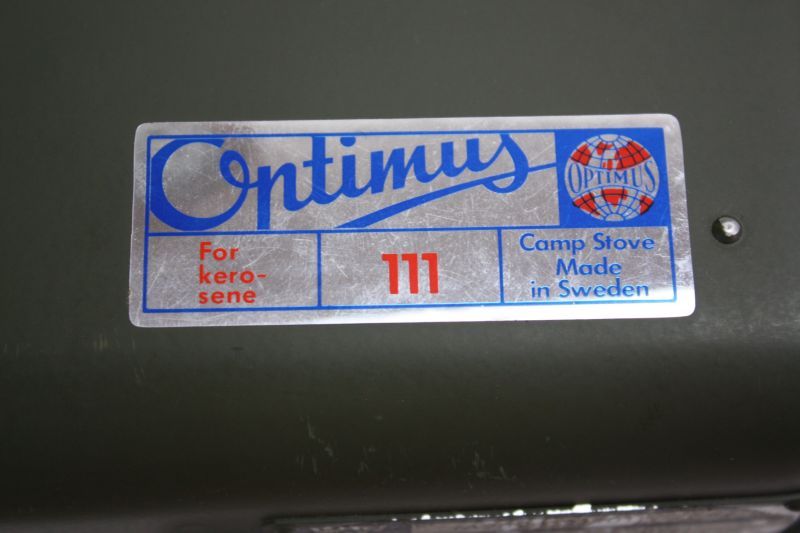 Optimus
OPTIMUS
For
kero-
sene
111
Camp Stove
Made
in Sweden